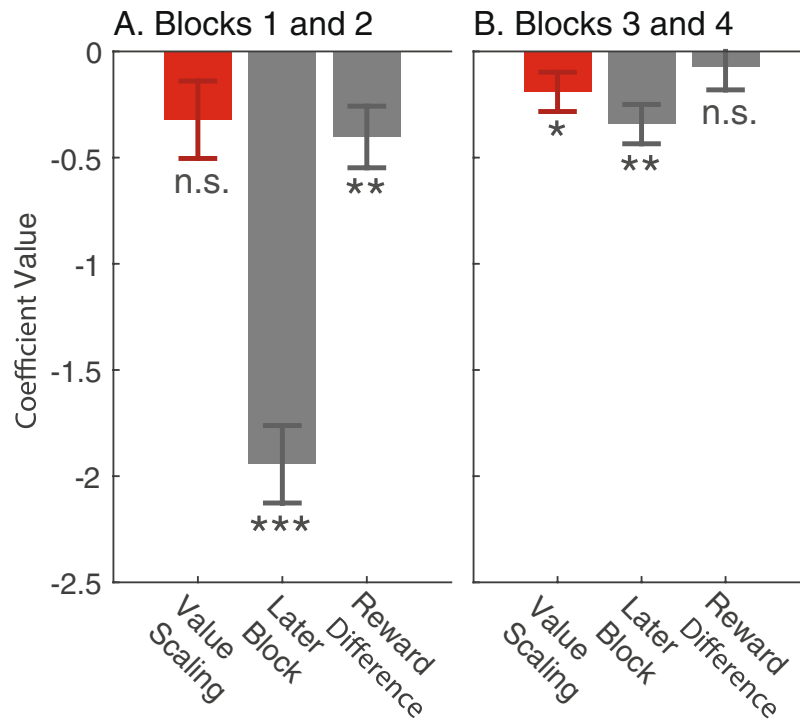 A. Blocks 1 and 2
B. Blocks 3 and 4
Coefficient Value
0
-0.5
-1
-1.5
-2
-2.5
n.s.
***
**
*
**
n.s.
Value
Scaling
Later
Block
Reward
Difference
Value
Scaling
Later
Block
Reward
Difference